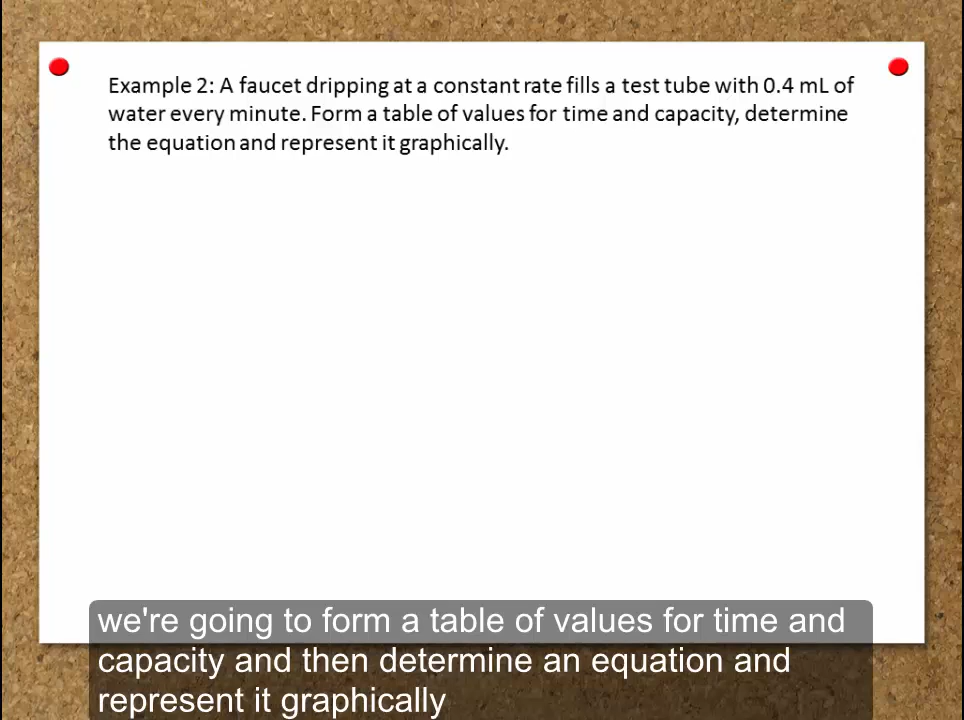 Example 2: A faucet dripping at a constant rate fills a test tube with 0.4 mL of
water every minute. Form a table of values for time and capacity, determine
the equation and represent it graphically.
we're going to form a table of values for time and
capacity and then determine an equation and
represent it graphically